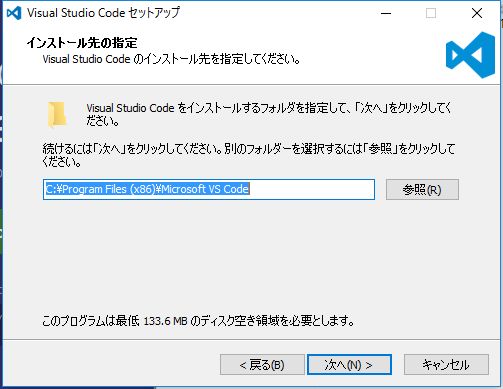 Visual Studio Code セットアップ
インストール先の指定
Visual Studio Code のインストール先を指定してください。
Visual Studio Code をインストールするフォルダを指定して、「次へ」をクリックしてく
ださい。
続けるには「次へ」をクリックしてください。別のフォルダーを選択するには「参照」をクリックして
ください。
C:¥Program Files (x86)¥Microsoft VS Code
参照(R)
このプログラムは最低 133.6 MB のディスク空き領域を必要とします。
< 戻る(B)
次へ(N) >
キャンセル